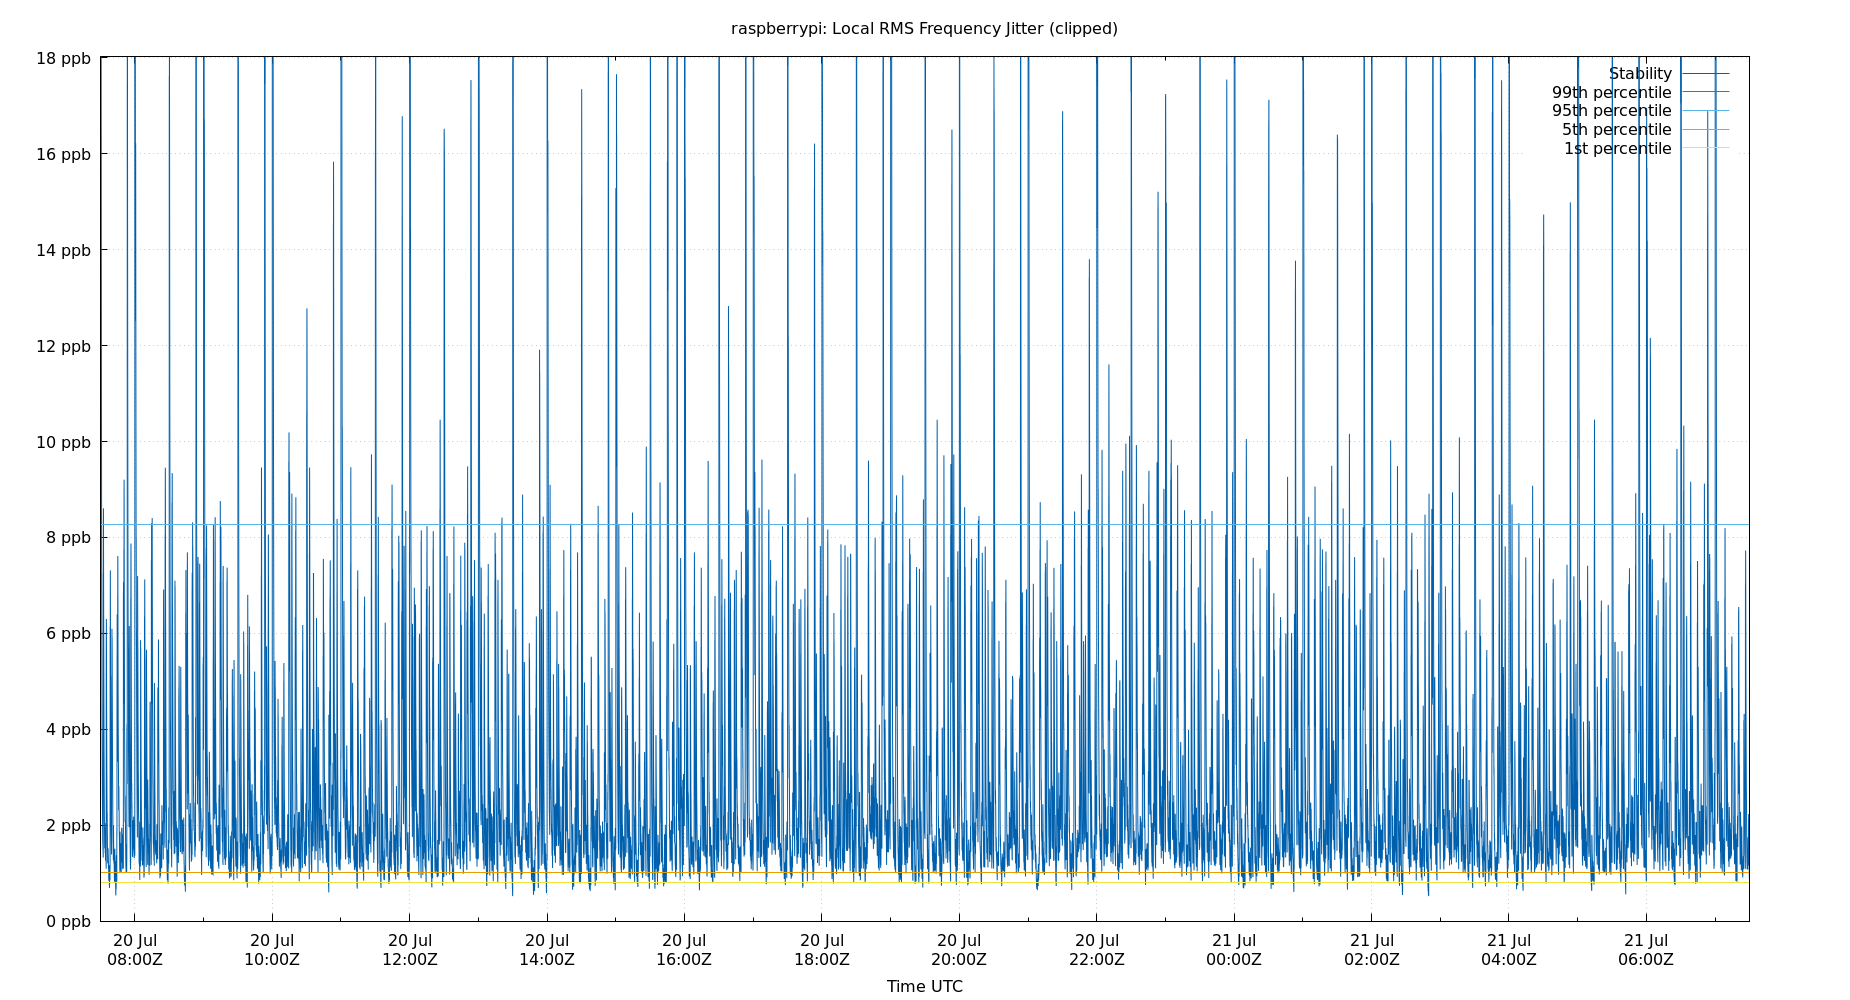 raspberrypi: Local RMS Frequency Jitter (clipped)
18 ppb
16 ppb
14 ppb
12 ppb
10 ppb
8 ppb
6 ppb
4 ppb
2 ppb
0 ppb
Stability
99th percentile
95th percentile
5th percentile
1st percentile
20 Jul 20 Jul 20 Jul 20 Jul 20 Jul 20 Jul 20 Jul 20 Jul 21 Jul 21 Jul 21 Jul 21 Jul
08:00Z 10:00Z 12:00Z 14:00Z 16:00Z 18:00Z 20:00Z 22:00Z 00:00Z 02:00Z 04:00Z 06:00Z
Time UTC